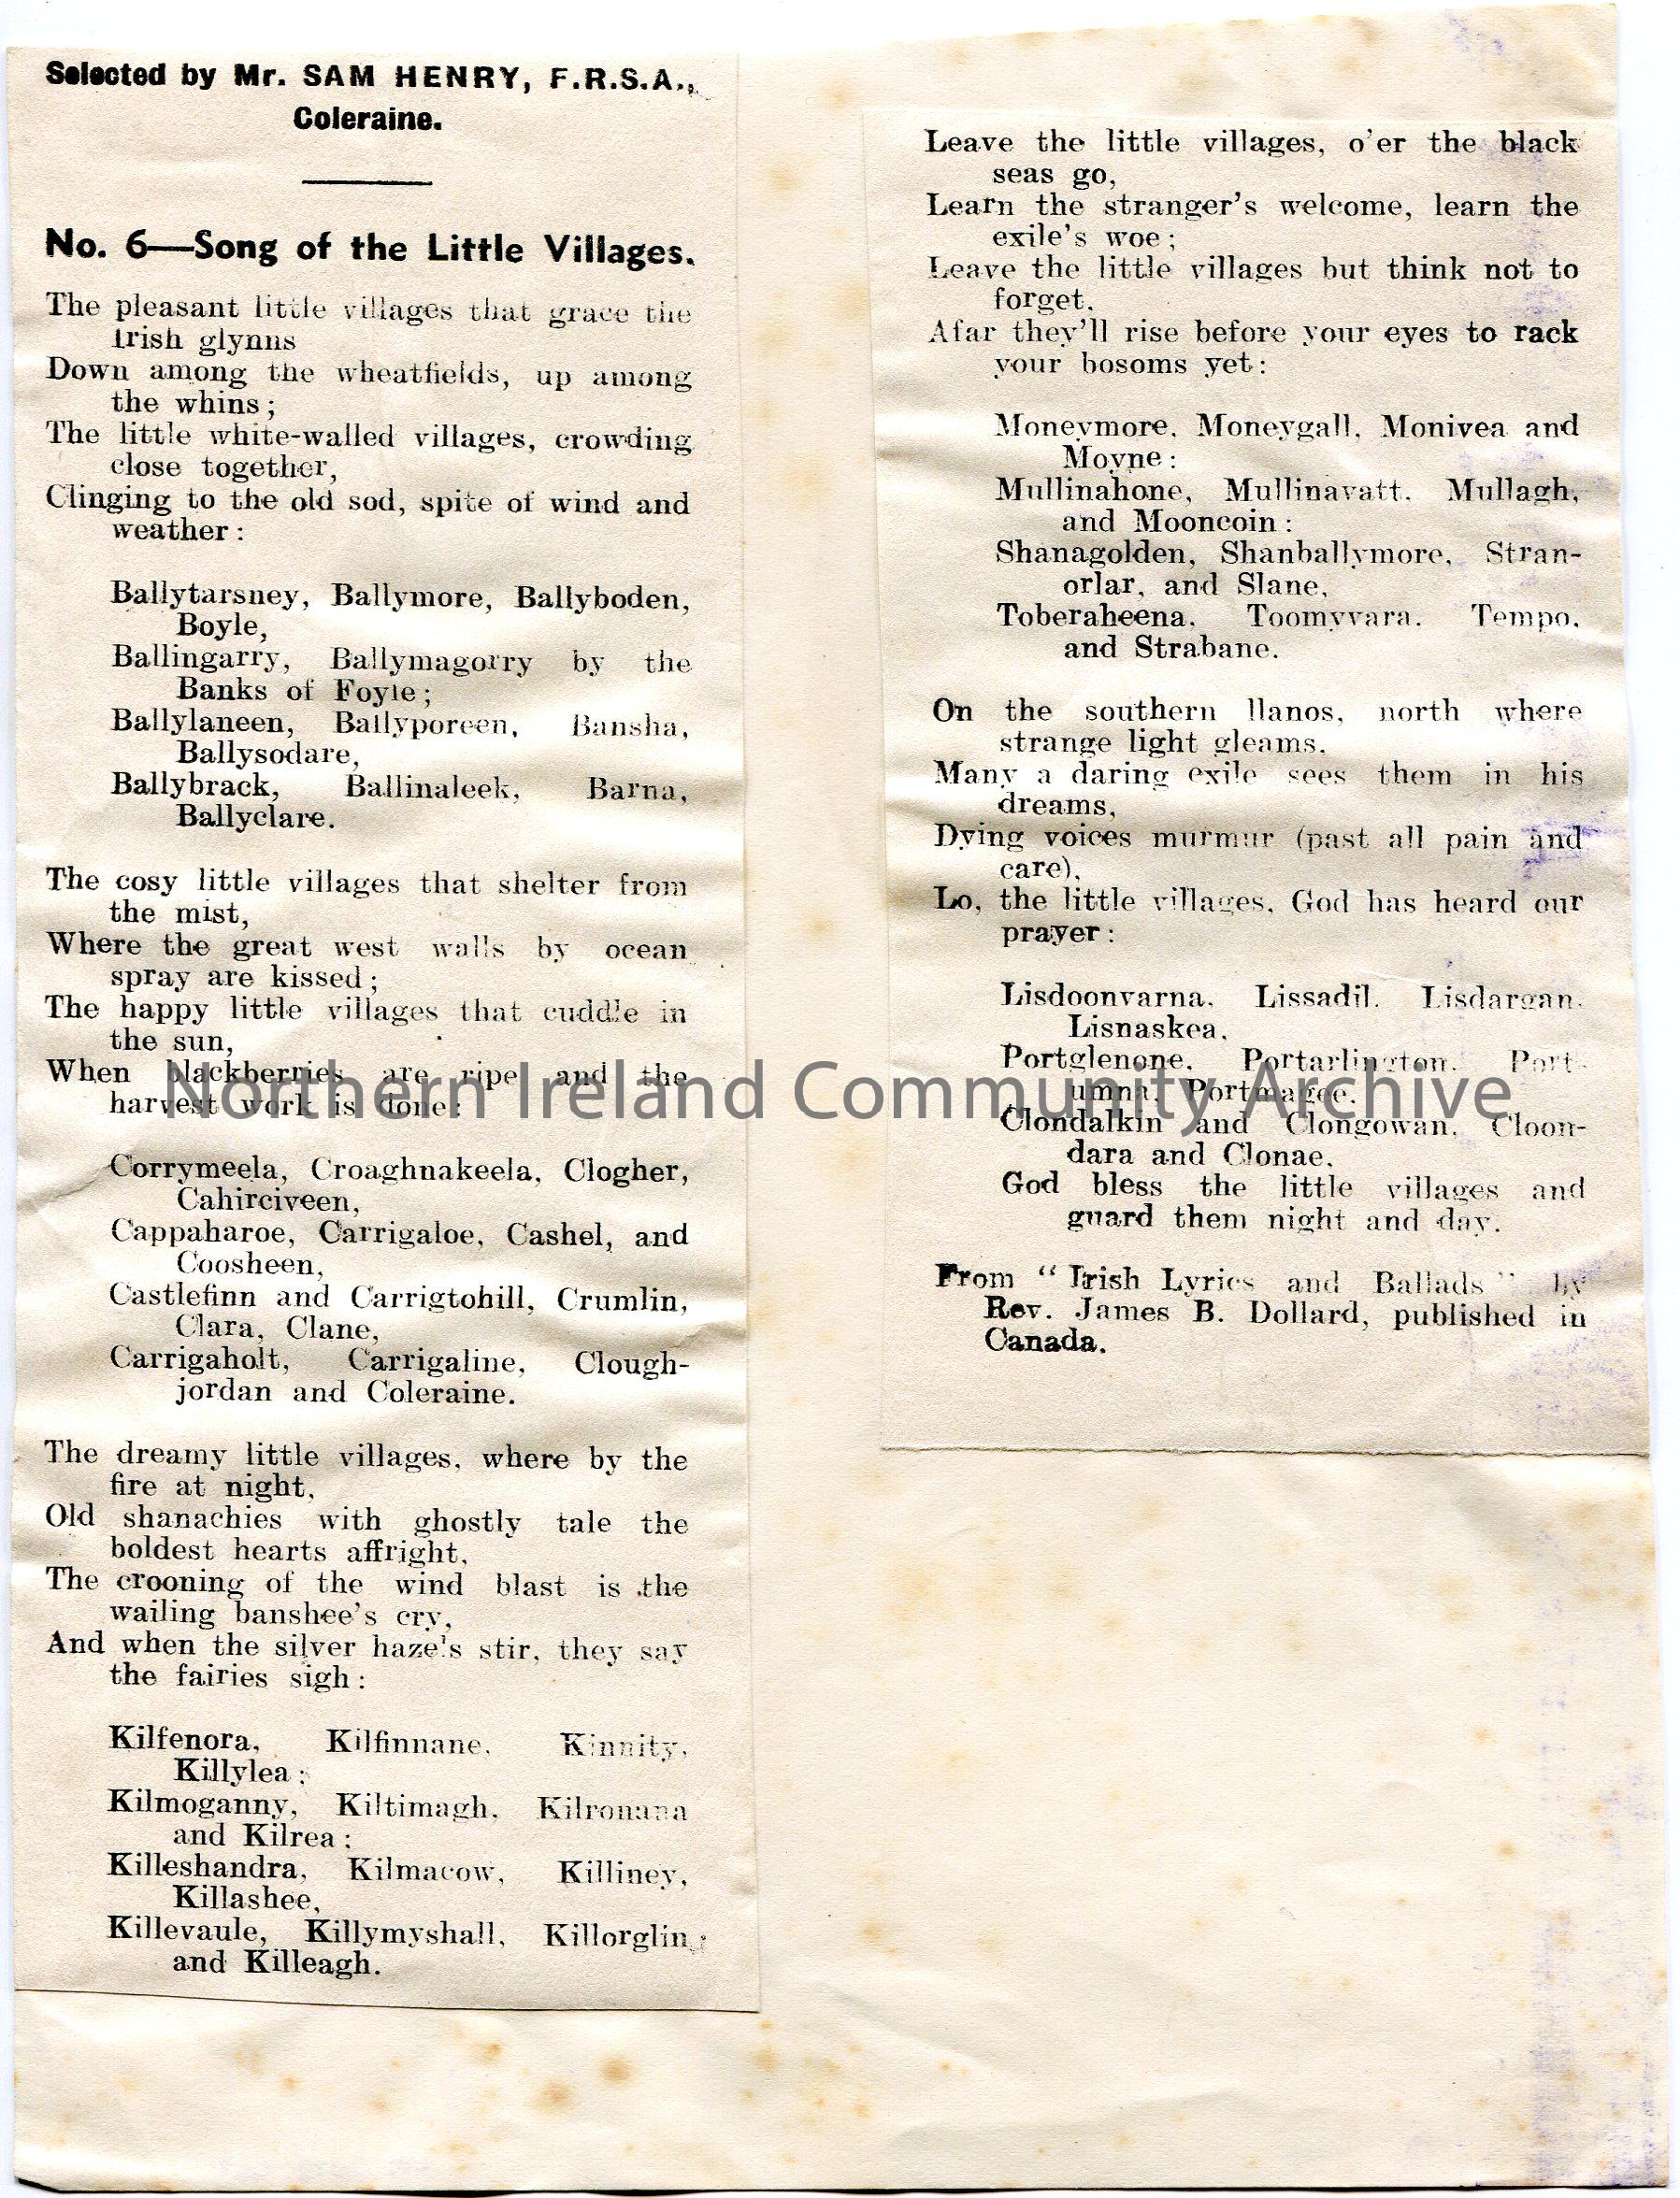 Selected by Mr. SAM HENRY, F.R.S.A.,
Coleraine.
No. 6—Song of the Little Villages.
The pleasant little villages that grace the
Irish glynns
Down among the wheatfields, up among
the whins;
The little white-walled villages, crowding
close together,
Clinging to the old sod, spite of wind and
weather:
Ballytarsney, Ballymore, Ballyboden,
Boyle,
Ballingarry, Ballymagorry by the
Banks of Foyle;
Ballylaneen, Ballyporeen, Bansha,
Ballysodare,
Ballybrack, Ballinaleek, Barna,
Ballyclare.
The cosy little villages that shelter from
the mist,
Where the great west walls by ocean
spray are kissed;
The happy little villages that cuddle in
the sun,
When blackberries are ripe and the
harvest work is done:
Corrymeela, Croaghnakeela, Clogher,
Cahirciveen,
Cappaharoe, Carrigaloe, Cashel, and
Coosheen,
Castlefinn and Carrigtohill, Crumlin,
Clara, Clane,
Carrigaholt, Carrigaline, Clough-
jordan and Coleraine.
The dreamy little villages, where by the
fire at night,
Old shanachies with ghostly tale the
boldest hearts affright,
The crooning of the wind blast is the
wailing banshee's cry,
And when the silver hazels stir, they say
the fairies sigh:
Kilfenora, Kilfinnane, Kinnity,
Killylea;
Kilmoganny, Kiltimagh, Kilronana
and Kilrea;
Killeshandra, Kilmacow, Killiney,
Killashee,
Killevaule, Killymyshall, Killorglin;
and Killeagh.
Leave the little villages, o'er the black
seas go,
Learn the stranger's welcome, learn the
exile's woe;
Leave the little villages but think not to
forget,
Afar they'll rise before your eyes to rack
your bosoms yet:
Moneymore, Moneygall, Monivea and
Moyne:
Mullinahone, Mullinavatt, Mullagh,
and Mooncoin:
Shanagolden, Shanballymore, Stran-
orlar, and Slane,
Toberaheena, Toomyvara, Tempo,
and Strabane.
On the southern llanos, north where
strange light gleams,
Many a daring exile sees them in his
dreams,
Dying voices murmur (past all pain and
care),
Lo, the little villages, God has heard our
prayer:
Lisdoonvarna, Lissadil, Lisdargan,
Lisnaskea,
Portglenone, Portarlington, Port-
umna, Portmagee,
Clondalkin and Clongowan, Cloon-
dara and Clonae,
God bless the little villages and
guard them night and day.
From "Irish Lyrics and Ballads" by
Rev. James B. Dollard, published in
Canada.
Northern Ireland Community Archive